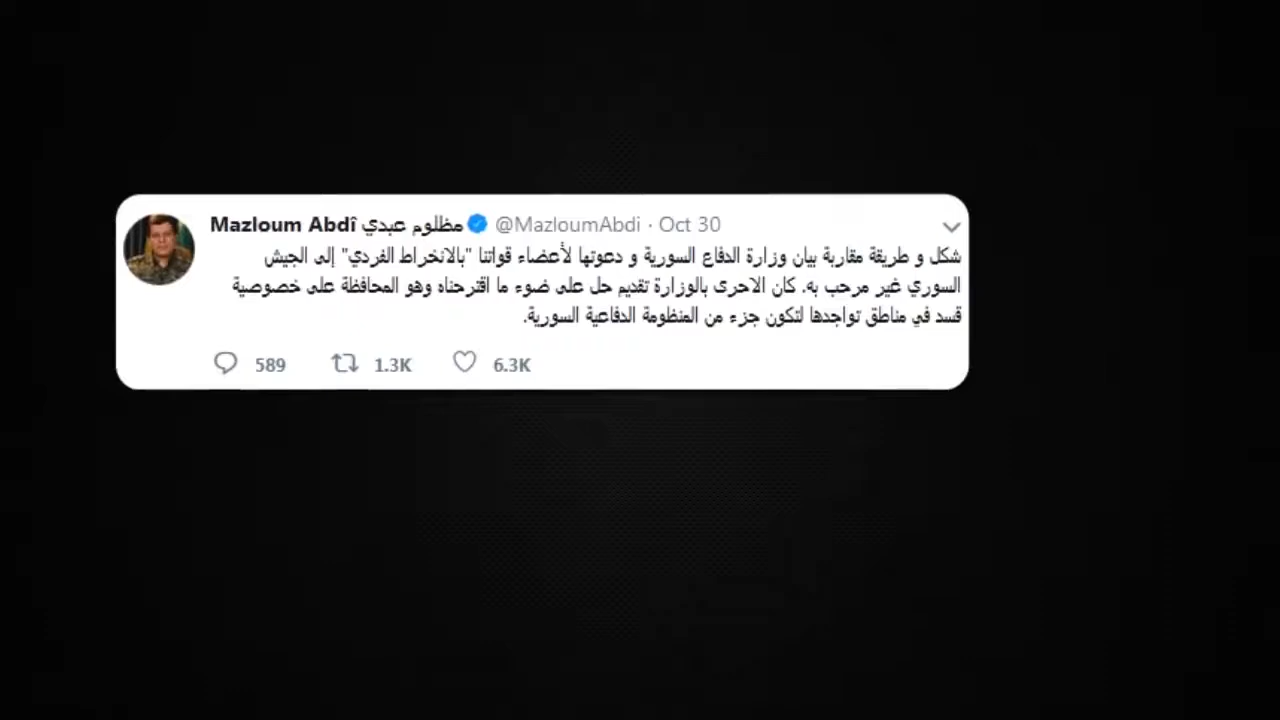 Mazloum Abdî مظلوم عبدي @MazloumAbdi · Oct 30
شكل و طريقة مقاربة بيان وزارة الدفاع السورية و دعوتها لأعضاء قواتنا "بالانخراط الفردي" إلى الجيش
السوري غير مرحب به. كان الاحرى بالوزارة تقديم حل على ضوء ما اقترحناه وهو المحافظة على خصوصية
قسد في مناطق تواجدها لتكون جزء من المنظومة الدفاعية السورية.
589 1.3K 6.3K